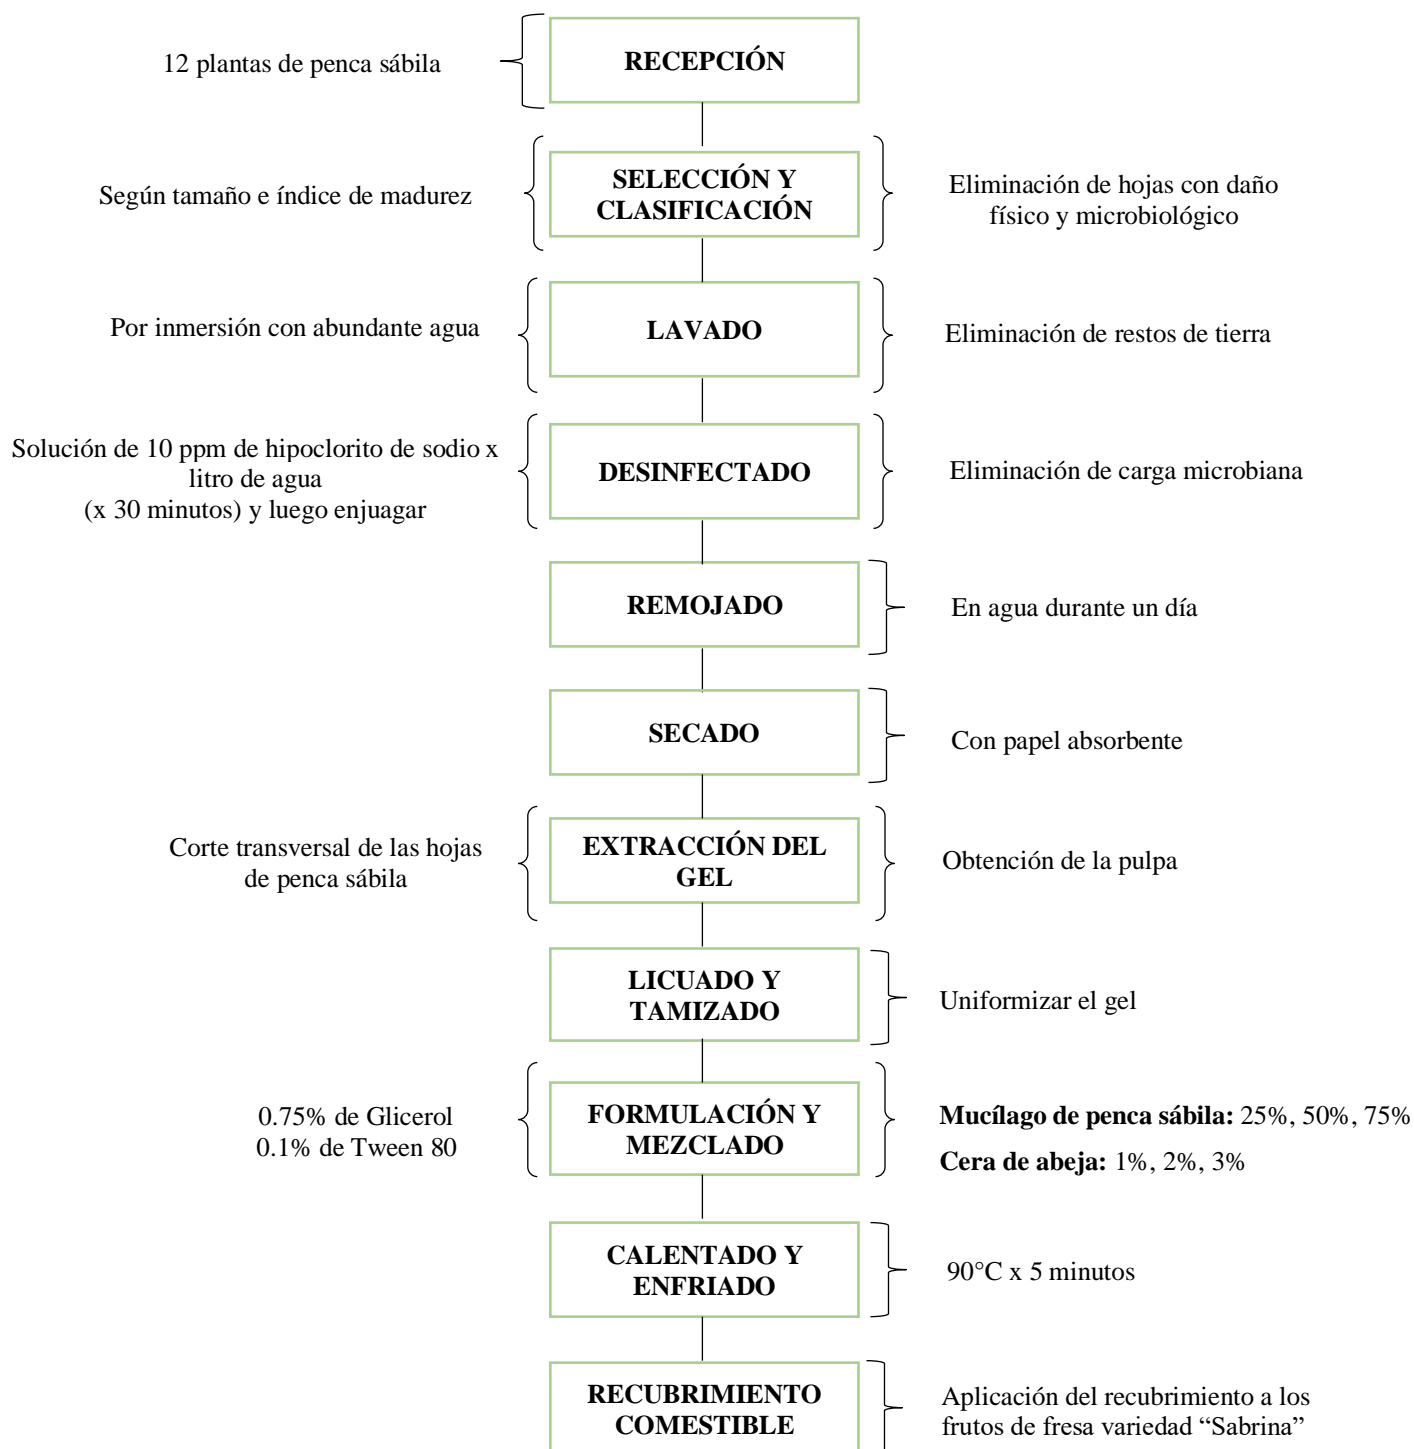 12 plantas de penca sábila
RECEPCIÓN
Según tamaño e índice de madurez
SELECCIÓN Y
CLASIFICACIÓN
Eliminación de hojas con daño
físico y microbiológico
Por inmersión con abundante agua
LAVADO
Eliminación de restos de tierra
Solución de 10 ppm de hipoclorito de sodio x
litro de agua
(x 30 minutos) y luego enjuagar
DESINFECTADO
Eliminación de carga microbiana
REMOJADO
En agua durante un día
SECADO
Con papel absorbente
Corte transversal de las hojas
de penca sábila
EXTRACCIÓN DEL
GEL
Obtención de la pulpa
LICUADO Y
TAMIZADO
Uniformizar el gel
0.75% de Glicerol
0.1% de Tween 80
FORMULACIÓN Y
MEZCLADO
Mucílago de penca sábila: 25%, 50%, 75%
Cera de abeja: 1%, 2%, 3%
CALENTADO Y
ENFRIADO
90°C x 5 minutos
RECUBRIMIENTO
COMESTIBLE
Aplicación del recubrimiento a los
frutos de fresa variedad “Sabrina”